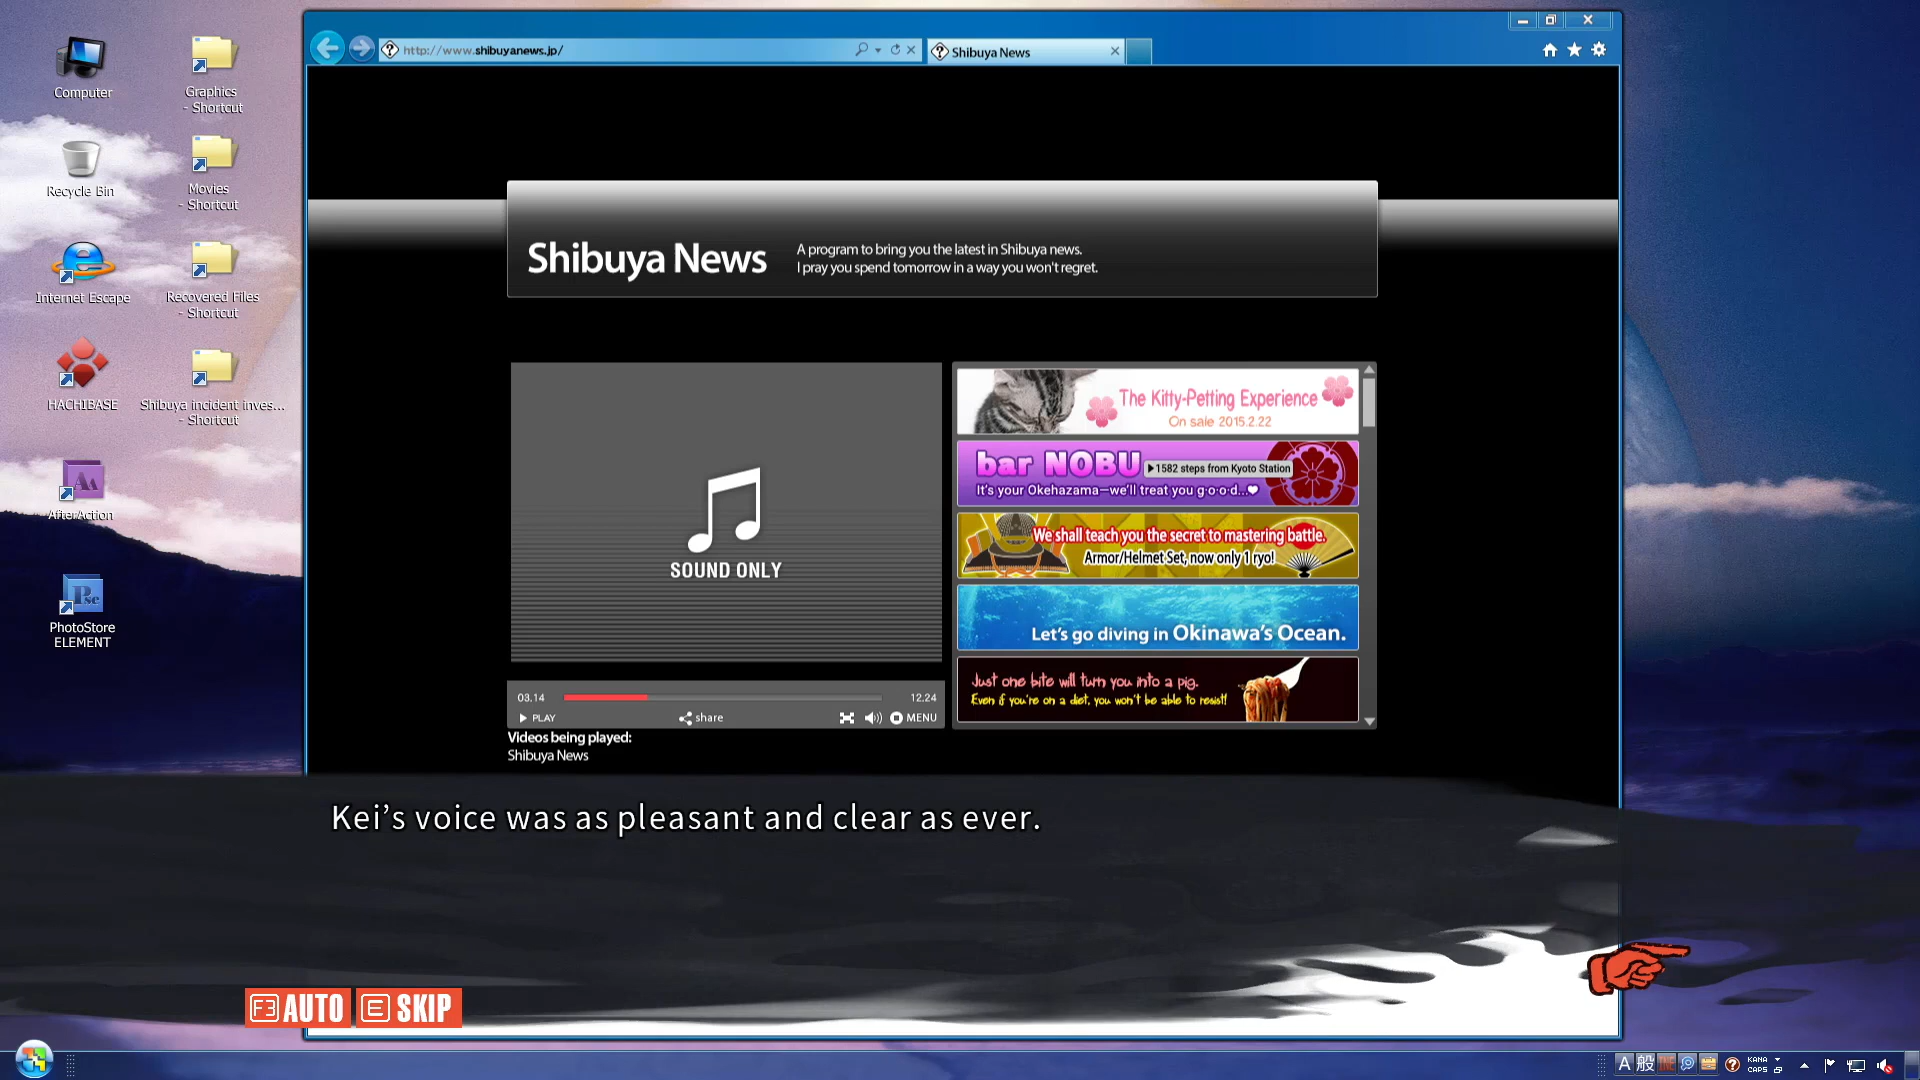 Computer
Graphics
- Shortcut
Recycle Bin
Movies
- Shortcut
Internet Escape
Recovered Files
- Shortcut
HACHIBASE
Shibuya incident inves...
- Shortcut
AfterAction
PhotoStore
ELEMENT
http://www.shibuyanews.jp/
Shibuya News
Shibuya News
A program to bring you the latest in Shibuya news.
I pray you spend tomorrow in a way you won't regret.
SOUND ONLY
03.14
12.24
PLAY
share
MENU
Videos being played:
Shibuya News
The Kitty-Petting Experience
On sale 2015.2.22
bar NOBU
▶1582 steps from Kyoto Station
It's your Okehazama—we'll treat you g·o·o·d...♥
We shall teach you the secret to mastering battle.
Armor/Helmet Set, now only 1 ryo!
Let's go diving in Okinawa's Ocean.
Just one bite will turn you into a pig.
Even if you're on a diet, you won't be able to resist!
Kei's voice was as pleasant and clear as ever.
F3 AUTO E SKIP
A 般
KANA
CAPS